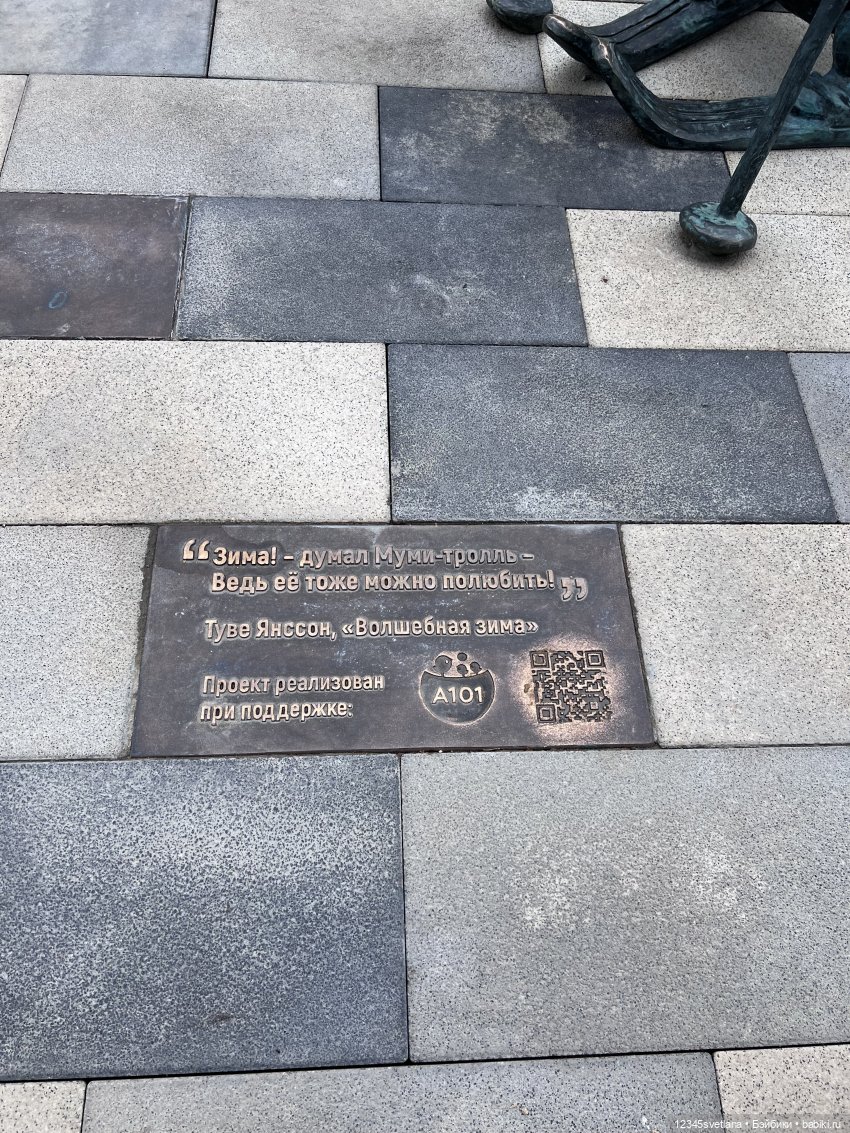 “Зима! – думал Муми-тролль –
Ведь её тоже можно полюбить!”
Туве Янссон, «Волшебная зима»
Проект реализован
при поддержке:
А101
12345svetlana • Бэйбики • babiki.ru